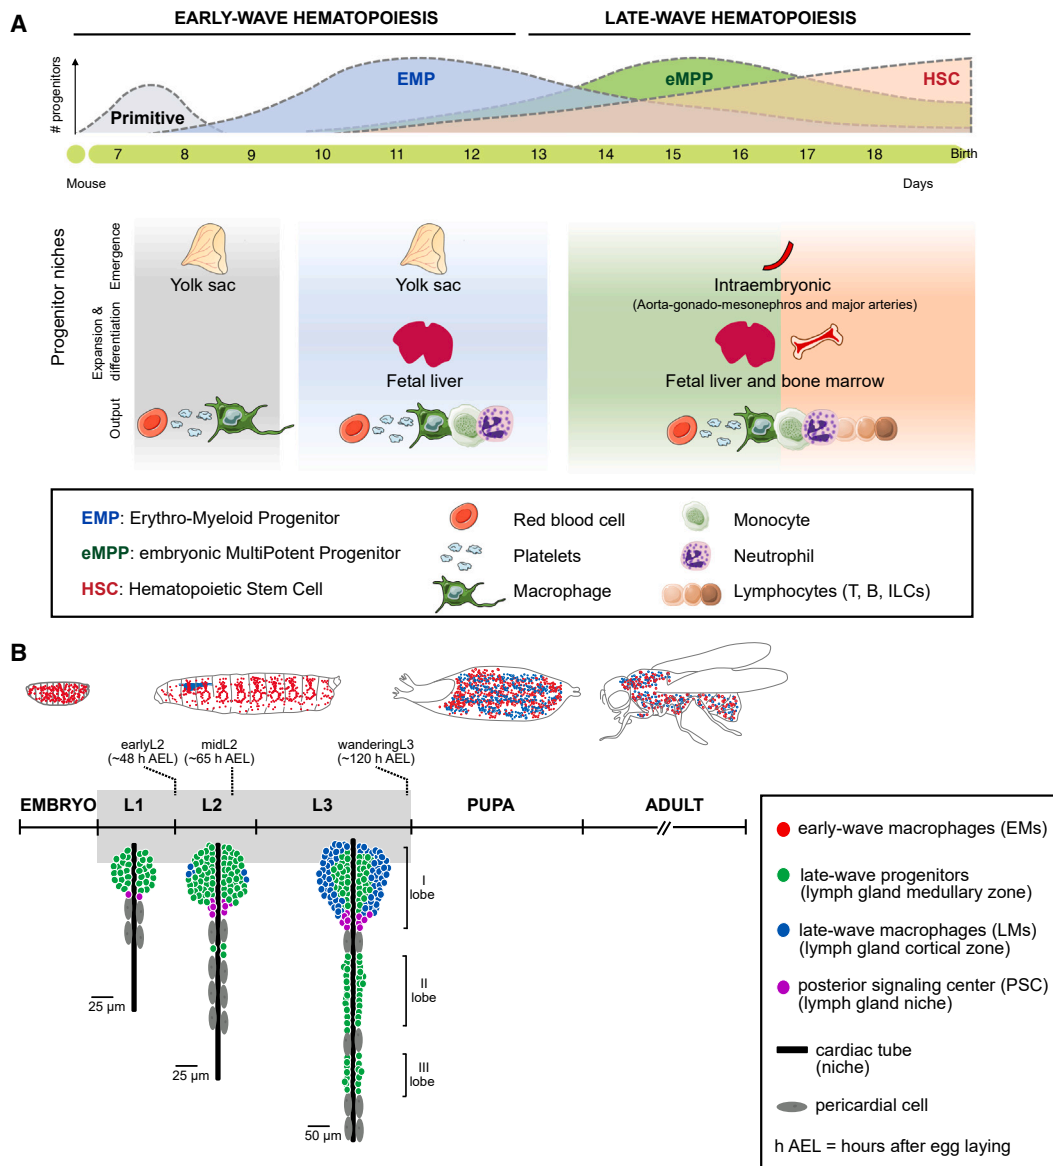 A
EARLY-WAVE HEMATOPOIESIS
LATE-WAVE HEMATOPOIESIS
# progenitors
Primitive
EMP
eMPP
HSC
7 8 9 10 11 12 13 14 15 16 17 18 Birth
Mouse
Days
Progenitor niches
Emergence
Expansion &
differentiation
Output
Yolk sac
Yolk sac
Intraembryonic
(Aorta-gonado-mesonephros and major arteries)
Fetal liver
Fetal liver and bone marrow
EMP: Erythro-Myeloid Progenitor
eMPP: embryonic MultiPotent Progenitor
HSC: Hematopoietic Stem Cell
Red blood cell
Platelets
Macrophage
Monocyte
Neutrophil
Lymphocytes (T, B, ILCs)
B
earlyL2
(~48 h AEL)
midL2
(~65 h AEL)
wanderingL3
(~120 h AEL)
EMBRYO L1 L2 L3 PUPA ADULT
I
lobe
II
lobe
III
lobe
25 µm
25 µm
50 µm
early-wave macrophages (EMs)
late-wave progenitors
(lymph gland medullary zone)
late-wave macrophages (LMs)
(lymph gland cortical zone)
posterior signaling center (PSC)
(lymph gland niche)
cardiac tube
(niche)
pericardial cell
h AEL = hours after egg laying